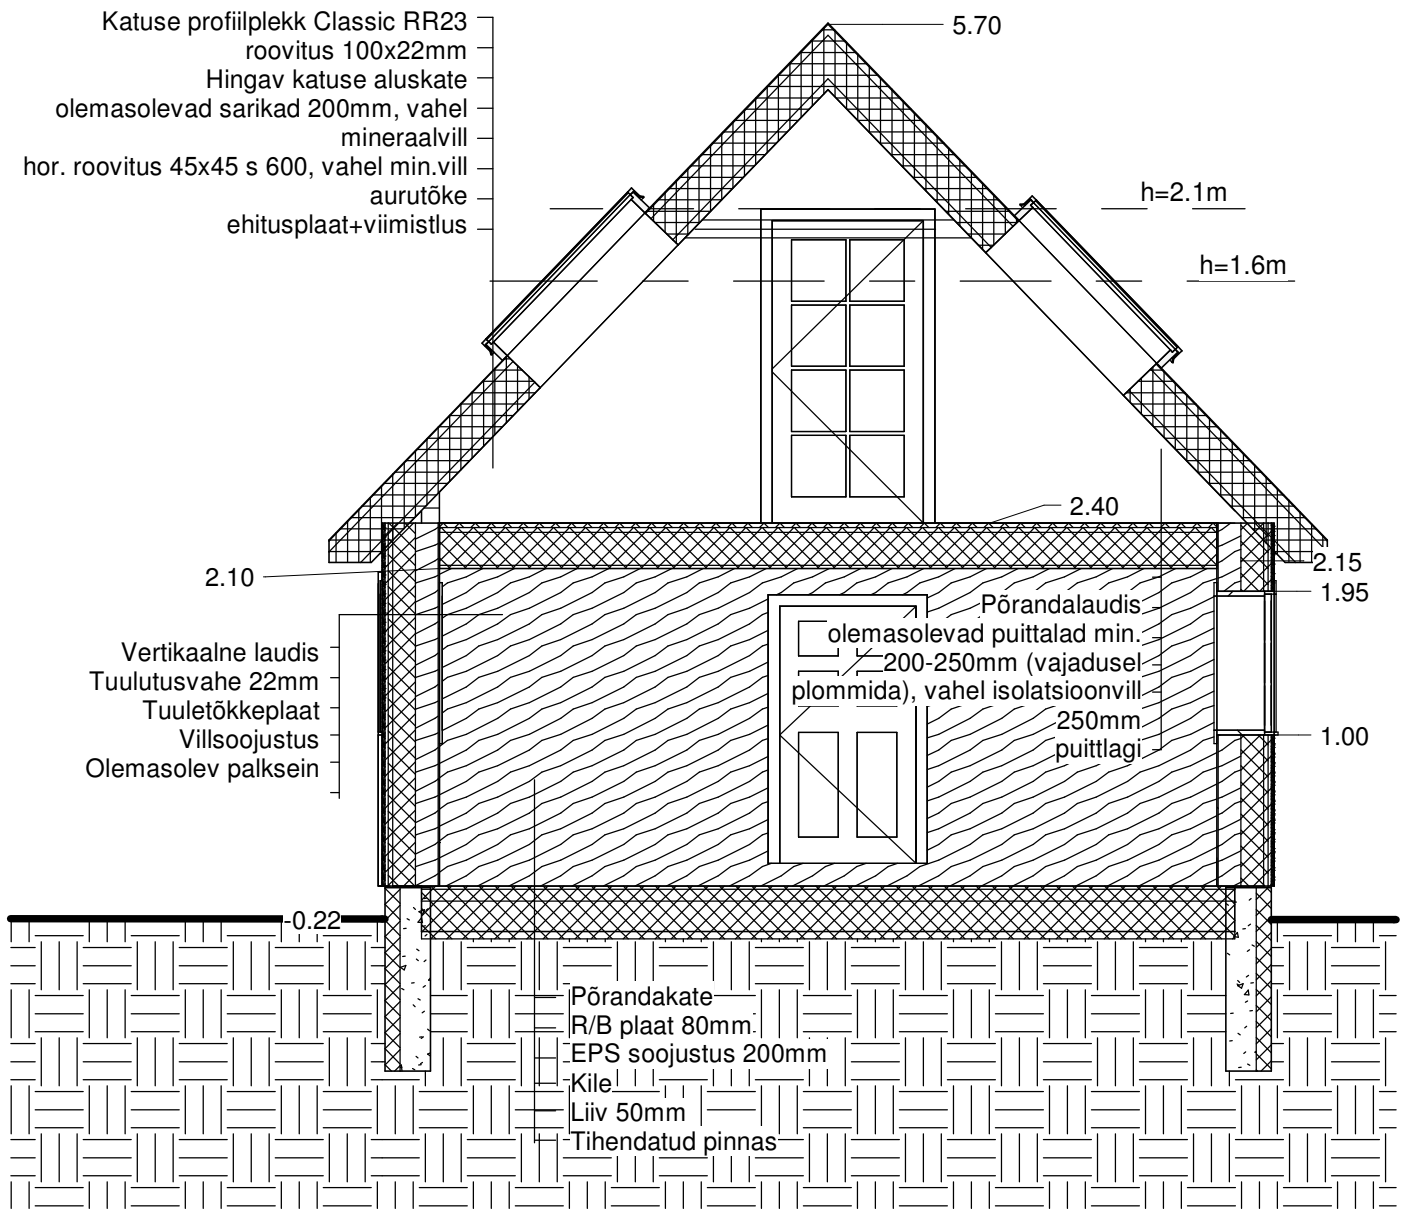 Katuse profiilplekk Classic RR23
roovitus 100x22mm
Hingav katuse aluskate
olemasolevad sarikad 200mm, vahel
mineraalvill
hor. roovitus 45x45 s 600, vahel min.vill
aurutõke
ehitusplaat+viimistlus
5.70
h=2.1m
h=1.6m
2.40
2.10
2.15
1.95
1.00
Vertikaalne laudis
Tuulutusvahe 22mm
Tuuletõkkeplaat
Villsoojustus
Olemasolev palksein
Põrandalaudis
olemasolevad puittalad min.
200-250mm (vajadusel
plommida), vahel isolatsioonvill
250mm
puittlagi
-0.22
Põrandakate
R/B plaat 80mm
EPS soojustus 200mm
Kile
Liiv 50mm
Tihendatud pinnas